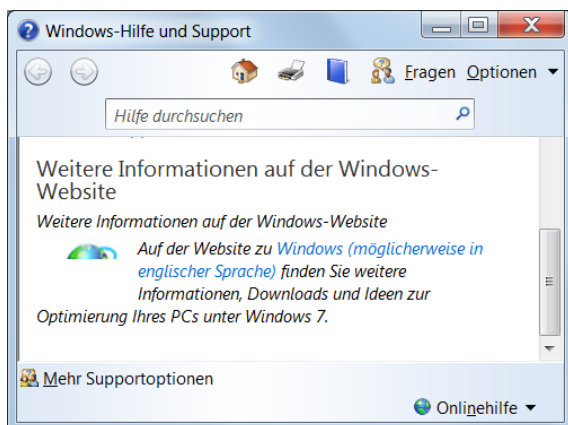 Windows-Hilfe und Support
Fragen Optionen
Hilfe durchsuchen
Weitere Informationen auf der Windows-
Website
Weitere Informationen auf der Windows-Website
Auf der Website zu Windows (möglicherweise in
englischer Sprache) finden Sie weitere
Informationen, Downloads und Ideen zur
Optimierung Ihres PCs unter Windows 7.
Mehr Supportoptionen
Onlinehilfe